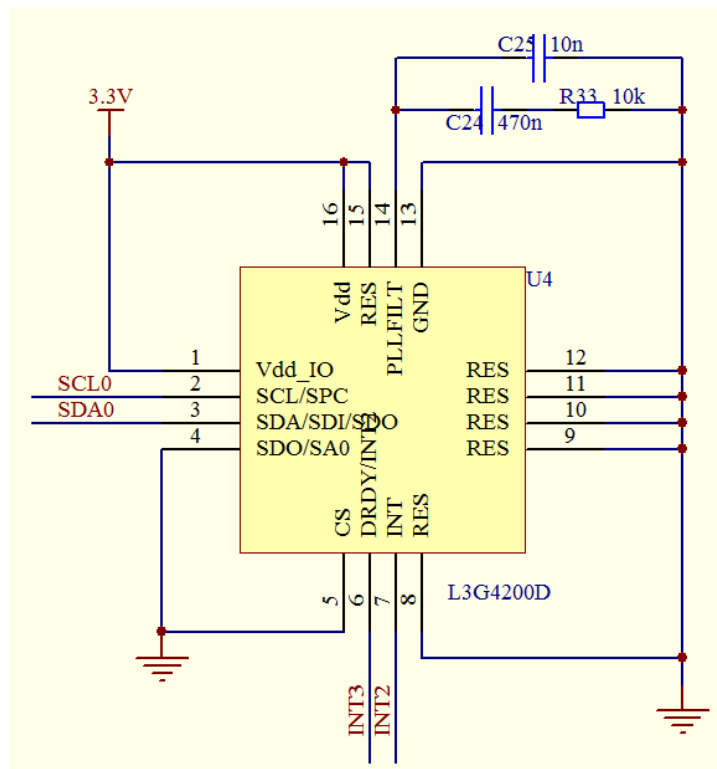 C25 10n
3.3V
R33 10k
C24 470n
16 15 14 13
U4
Vdd RES PLLFILT GND
1 Vdd_IO RES 12
SCL0 2 SCL/SPC RES 11
SDA0 3 SDA/SDI/SDO RES 10
4 SDO/SA0 RES 9
CS DRDY/INT2 INT RES
5 6 7 8
L3G4200D
INT3 INT2